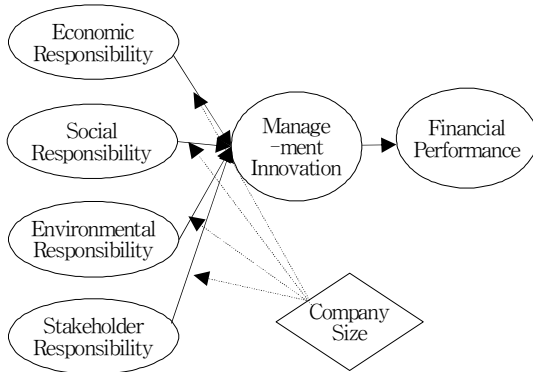 Economic
Responsibility
Social
Responsibility
Manage
-ment
Innovation
Financial
Performance
Environmental
Responsibility
Stakeholder
Responsibility
Company
Size